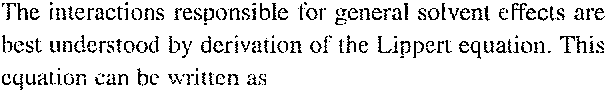 The interactions responsible for general solvent effects are
best understood by derivation of the Lippert equation. This
equation can be written as